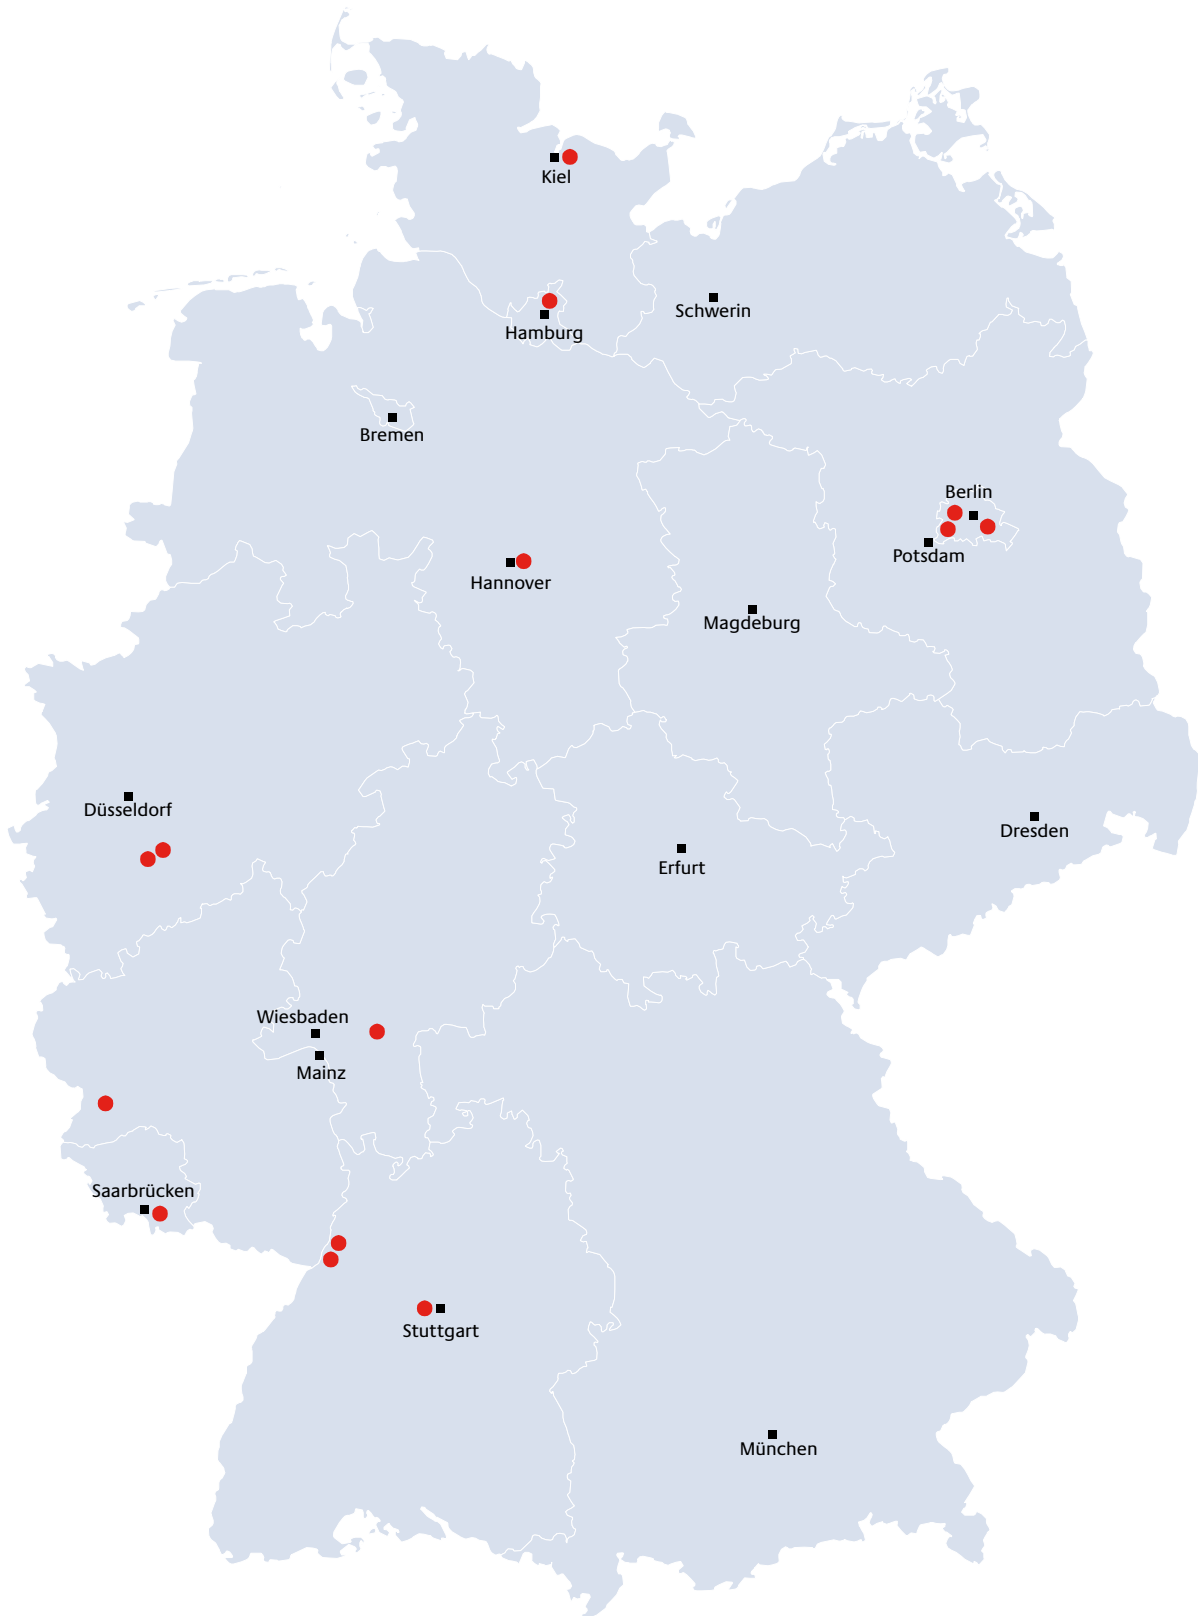 Kiel
Schwerin
Hamburg
Bremen
Berlin
Potsdam
Hannover
Magdeburg
Düsseldorf
Dresden
Erfurt
Wiesbaden
Mainz
Saarbrücken
Stuttgart
München